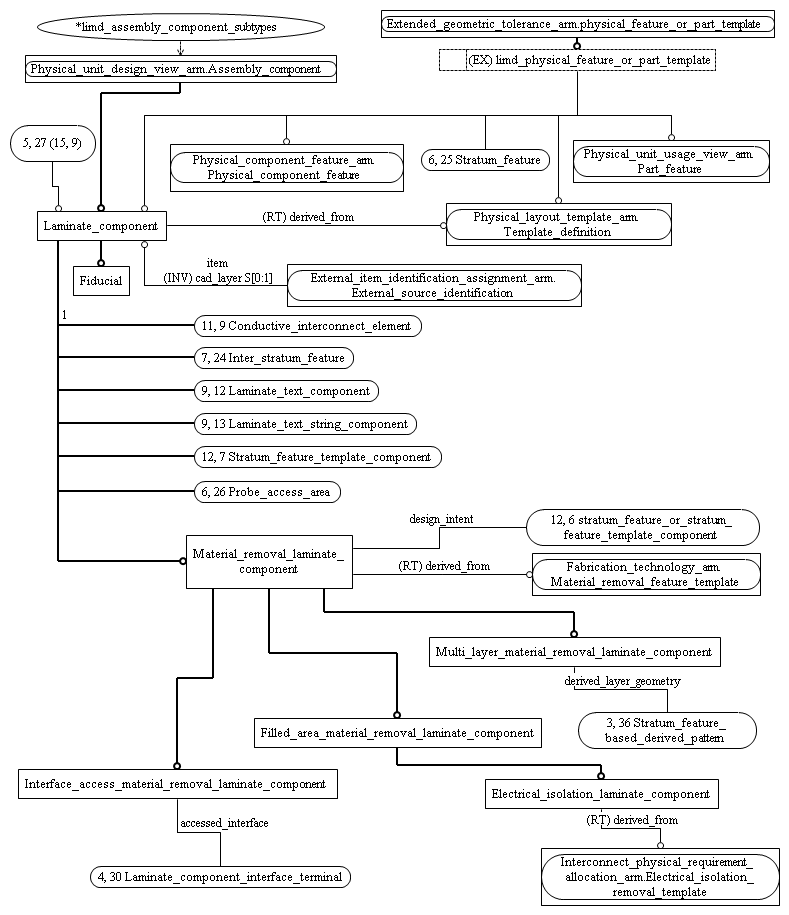 *limd_assembly_component_subtypes
Extended_geometric_tolerance_arm.physical_feature_or_part_template
(EX) limd_physical_feature_or_part_template
Physical_unit_design_view_arm.Assembly_component
5, 27 (15, 9)
Physical_component_feature_arm.
Physical_component_feature
6, 25 Stratum_feature
Physical_unit_usage_view_arm.
Part_feature
Laminate_component
(RT) derived_from
Physical_layout_template_arm.
Template_definition
item
(INV) cad_layer S[0:1]
Fiducial
External_item_identification_assignment_arm.
External_source_identification
1
11, 9 Conductive_interconnect_element
7, 24 Inter_stratum_feature
9, 12 Laminate_text_component
9, 13 Laminate_text_string_component
12, 7 Stratum_feature_template_component
6, 26 Probe_access_area
design_intent
12, 6 stratum_feature_or_stratum_
feature_template_component
Material_removal_laminate_
component
(RT) derived_from
Fabrication_technology_arm.
Material_removal_feature_template
Multi_layer_material_removal_laminate_component
derived_layer_geometry
3, 36 Stratum_feature_
based_derived_pattern
Filled_area_material_removal_laminate_component
Interface_access_material_removal_laminate_component
Electrical_isolation_laminate_component
accessed_interface
(RT) derived_from
4, 30 Laminate_component_interface_terminal
Interconnect_physical_requirement_
allocation_arm.Electrical_isolation_
removal_template